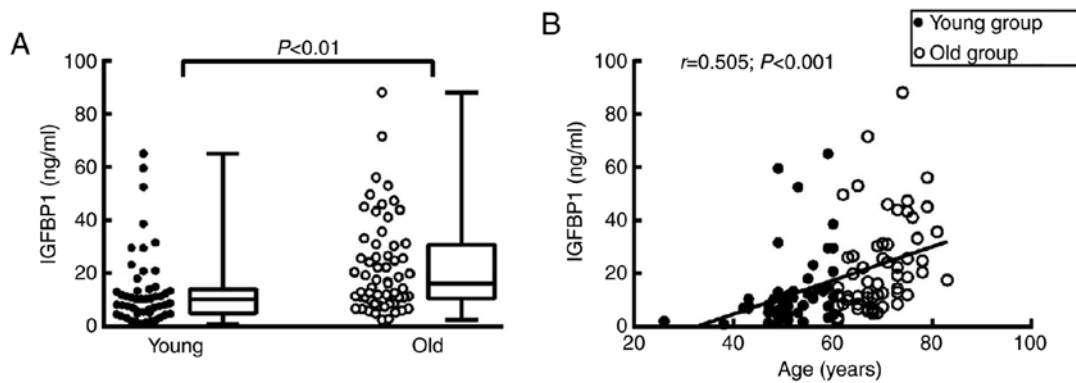 A
P<0.01
100
80
60
40
20
0
IGFBP1 (ng/ml)
Young
Old
B
Young group
Old group
r=0.505; P<0.001
100
80
60
40
20
0
IGFBP1 (ng/ml)
20
40
60
80
100
Age (years)